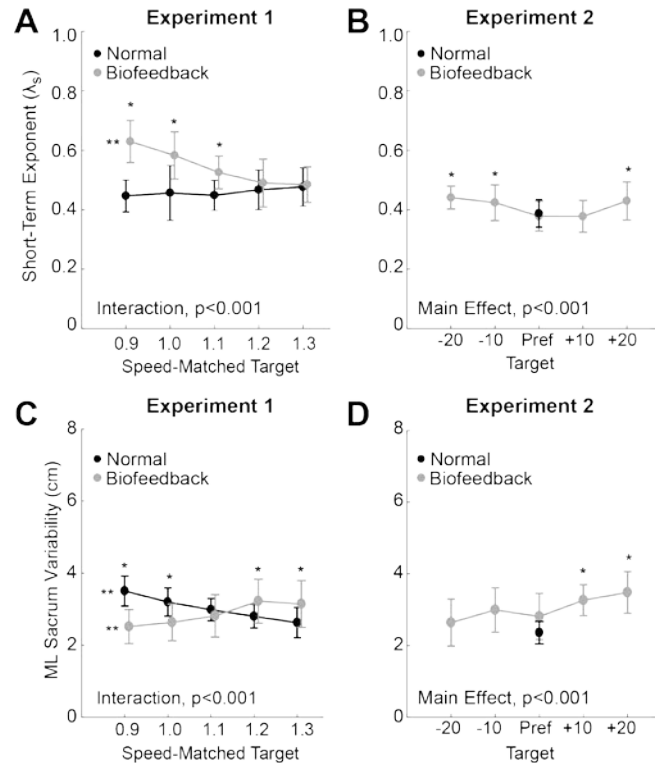 A
Experiment 1
Normal
Biofeedback
Short-Term Exponent (λs)
1.0
0.8
0.6
0.4
0.2
0
*
*
*
**
Interaction, p<0.001
0.9 1.0 1.1 1.2 1.3
Speed-Matched Target
B
Experiment 2
Normal
Biofeedback
1.0
0.8
0.6
0.4
0.2
0
* * *
Main Effect, p<0.001
-20 -10 Pref +10 +20
Target
C
Experiment 1
Normal
Biofeedback
ML Sacrum Variability (cm)
8
6
4
2
0
* * * *
**
**
Interaction, p<0.001
0.9 1.0 1.1 1.2 1.3
Speed-Matched Target
D
Experiment 2
Normal
Biofeedback
8
6
4
2
0
* *
Main Effect, p<0.001
-20 -10 Pref +10 +20
Target